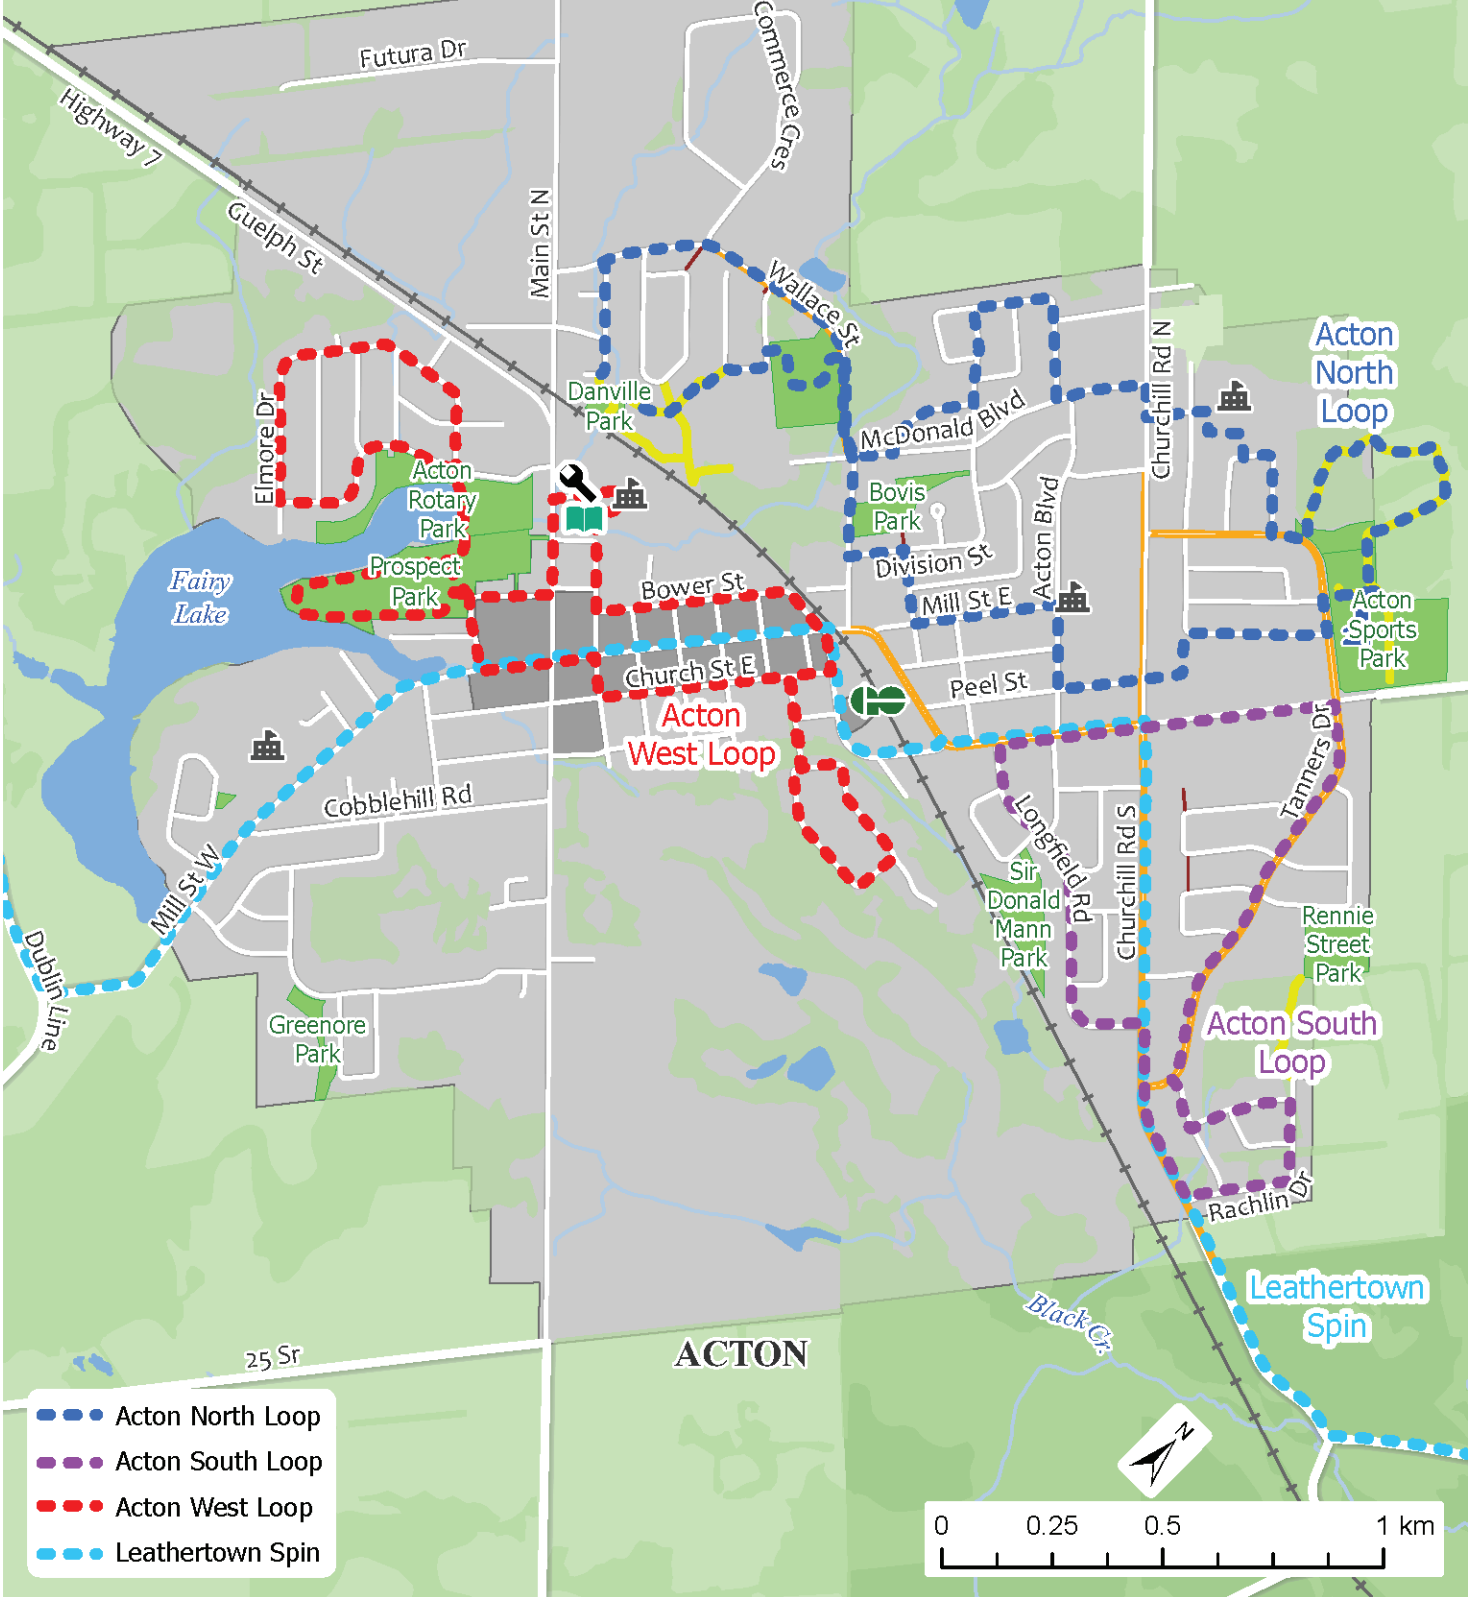 Commerce Cres
Futura Dr
Highway 7
Guelph St
Main St N
Wallace St
Churchill Rd N
Acton
North
Loop
Danville
Park
McDonald Blvd
Elmore Dr
Acton
Rotary
Park
Bovis
Park
Acton Blvd
Division St
Fairy
Lake
Prospect
Park
Bower St
Mill St E
Acton
Sports
Park
Church St E
Peel St
Acton
West Loop
Tanners Dr
Cobblehill Rd
Longfield Rd
Churchill Rd S
Mill St W
Sir
Donald
Mann
Park
Rennie
Street
Park
Dublin Line
Greenore
Park
Acton South
Loop
Rachlin Dr
Leathertown
Spin
Black Cr.
ACTON
25 Sr
Acton North Loop
Acton South Loop
Acton West Loop
Leathertown Spin
N
0 0.25 0.5 1 km